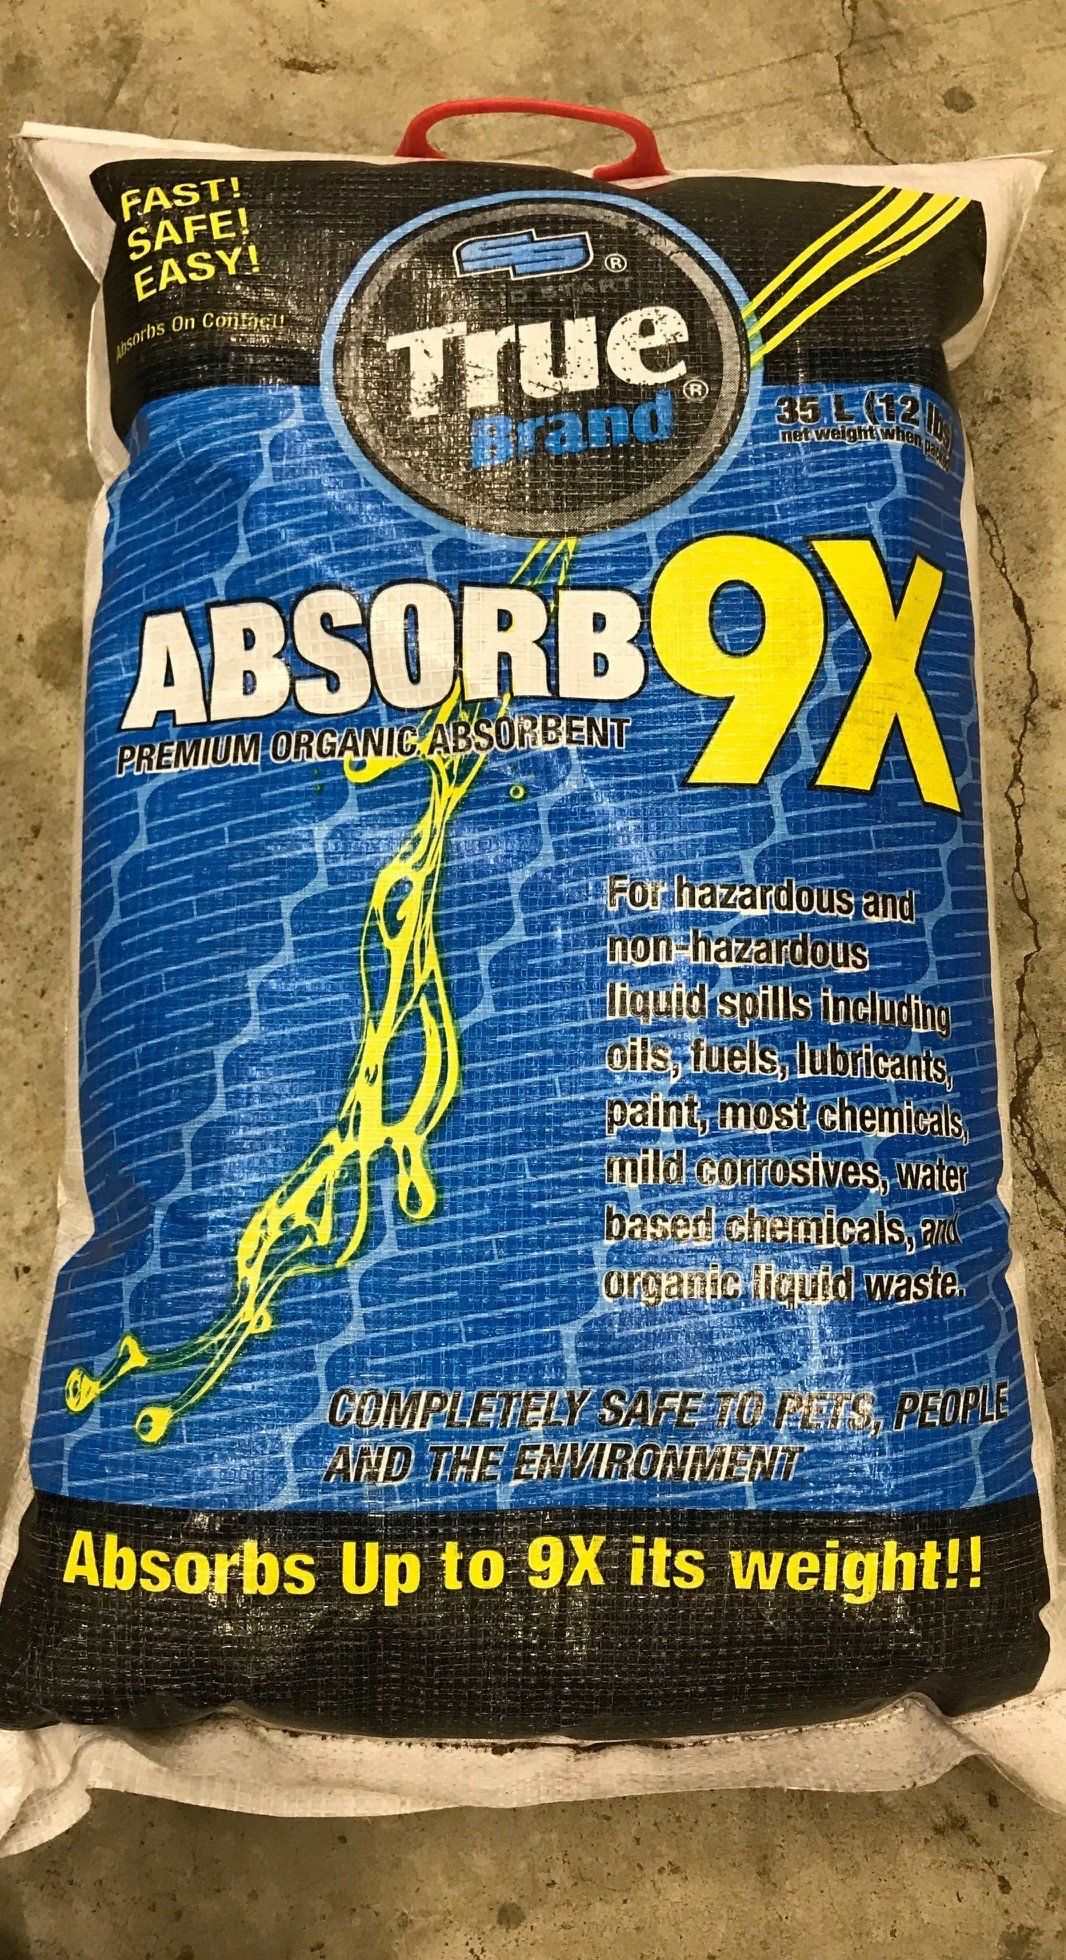 FAST!
SAFE!
EASY!
Absorbs On Contact!
SS®
START
True®
Brand
35 L (12 lbs)
net weight when
ABSORB 9X
PREMIUM ORGANIC ABSORBENT
For hazardous and
non-hazardous
liquid spills including
oils, fuels, lubricants,
paint, most chemicals,
mild corrosives, water
based chemicals, and
organic liquid waste.
COMPLETELY SAFE TO PETS, PEOPLE
AND THE ENVIRONMENT
Absorbs Up to 9X its weight!!